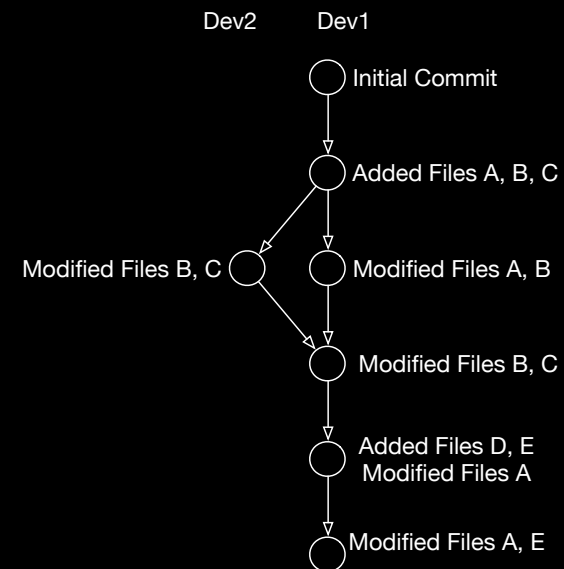 Dev2 Dev1
Initial Commit
Added Files A, B, C
Modified Files B, C
Modified Files A, B
Modified Files B, C
Added Files D, E
Modified Files A
Modified Files A, E